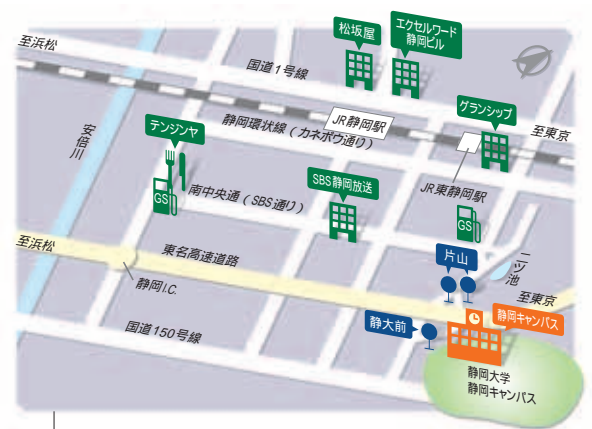 松坂屋
エクセルワード
静岡ビル
至浜松
国道1号線
グランシップ
JR静岡駅
至東京
テンジンヤ
静岡環状線(カネボウ通り)
安倍川
SBS静岡放送
JR東静岡駅
GS
南中央通(SBS通り)
GS
至浜松
東名高速道路
片山
二ツ池
静岡I.C.
至東京
国道150号線
静大前
静岡キャンパス
静岡大学
静岡キャンパス